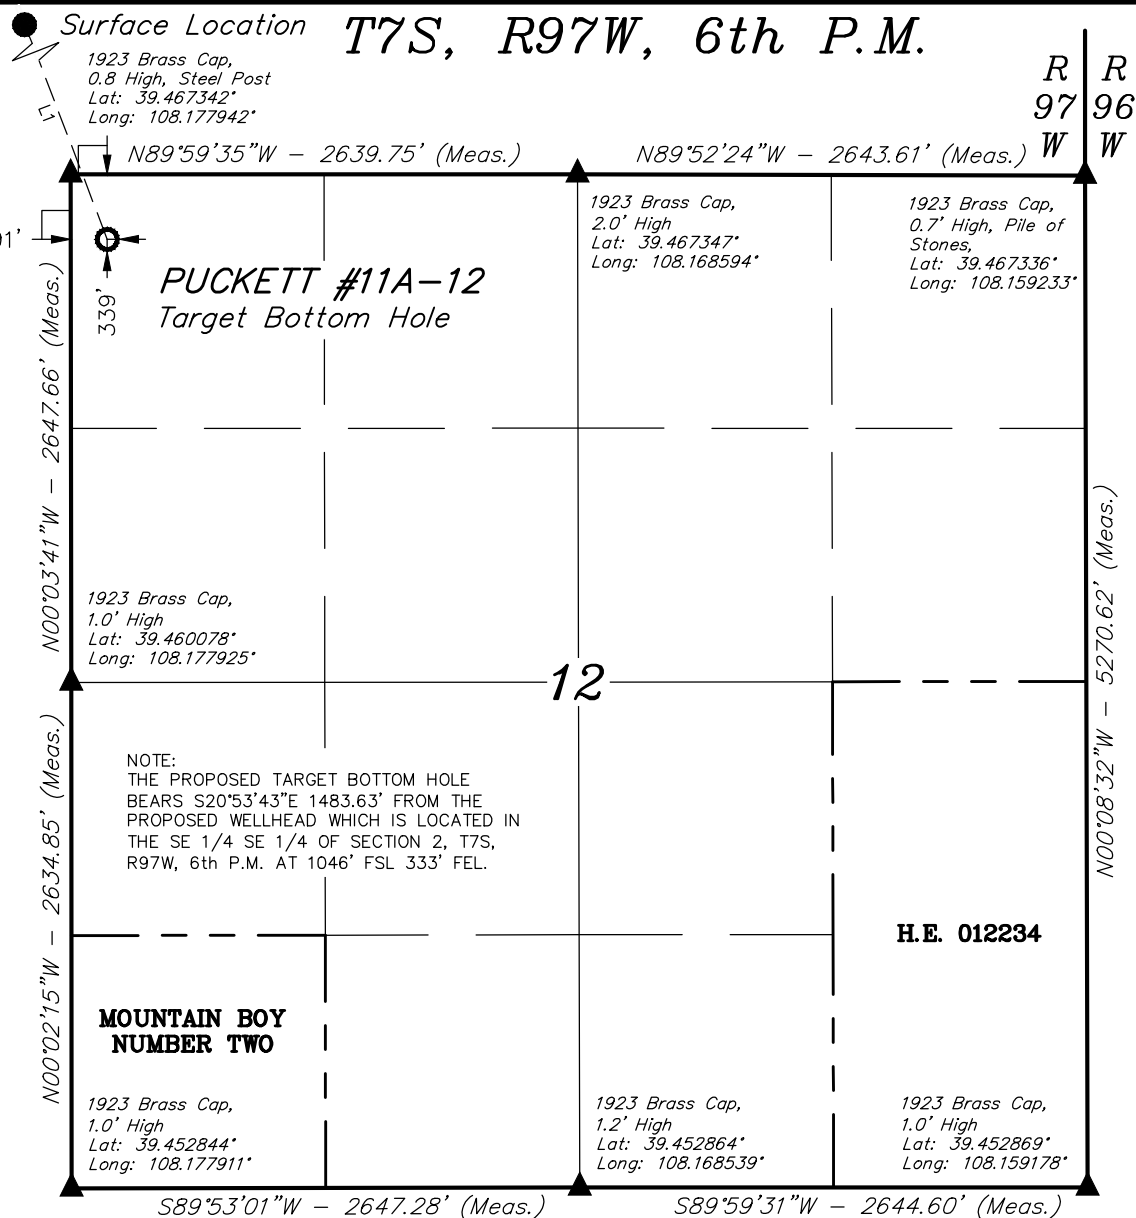 Surface Location
T7S, R97W, 6th P.M.
1923 Brass Cap,
0.8 High, Steel Post
Lat: 39.467342°
Long: 108.177942°
L1
R
97
W
R
96
W
N89°59'35"W - 2639.75' (Meas.)
N89°52'24"W - 2643.61' (Meas.)
1923 Brass Cap,
2.0' High
Lat: 39.467347°
Long: 108.168594°
1923 Brass Cap,
0.7' High, Pile of
Stones,
Lat: 39.467336°
Long: 108.159233°
PUCKETT #11A-12
Target Bottom Hole
339'
N00°03'41"W - 2647.66' (Meas.)
1923 Brass Cap,
1.0' High
Lat: 39.460078°
Long: 108.177925°
12
N00°08'32"W - 5270.62' (Meas.)
NOTE:
THE PROPOSED TARGET BOTTOM HOLE
BEARS S20°53'43"E 1483.63' FROM THE
PROPOSED WELLHEAD WHICH IS LOCATED IN
THE SE 1/4 SE 1/4 OF SECTION 2, T7S,
R97W, 6th P.M. AT 1046' FSL 333' FEL.
N00°02'15"W - 2634.85' (Meas.)
H.E. 012234
MOUNTAIN BOY
NUMBER TWO
1923 Brass Cap,
1.0' High
Lat: 39.452844°
Long: 108.177911°
1923 Brass Cap,
1.2' High
Lat: 39.452864°
Long: 108.168539°
1923 Brass Cap,
1.0' High
Lat: 39.452869°
Long: 108.159178°
S89°53'01"W - 2647.28' (Meas.)
S89°59'31"W - 2644.60' (Meas.)